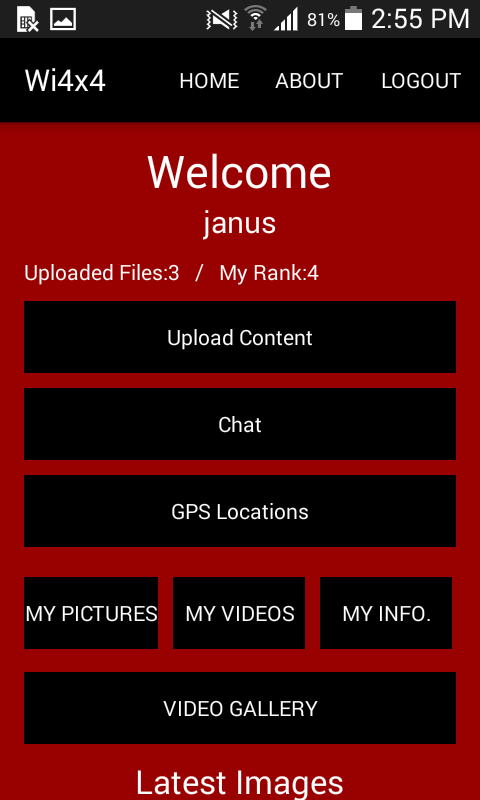 81% 2:55 PM
Wi4x4 HOME ABOUT LOGOUT
Welcome
janus
Uploaded Files:3 / My Rank:4
Upload Content
Chat
GPS Locations
MY PICTURES MY VIDEOS MY INFO.
VIDEO GALLERY
Latest Images